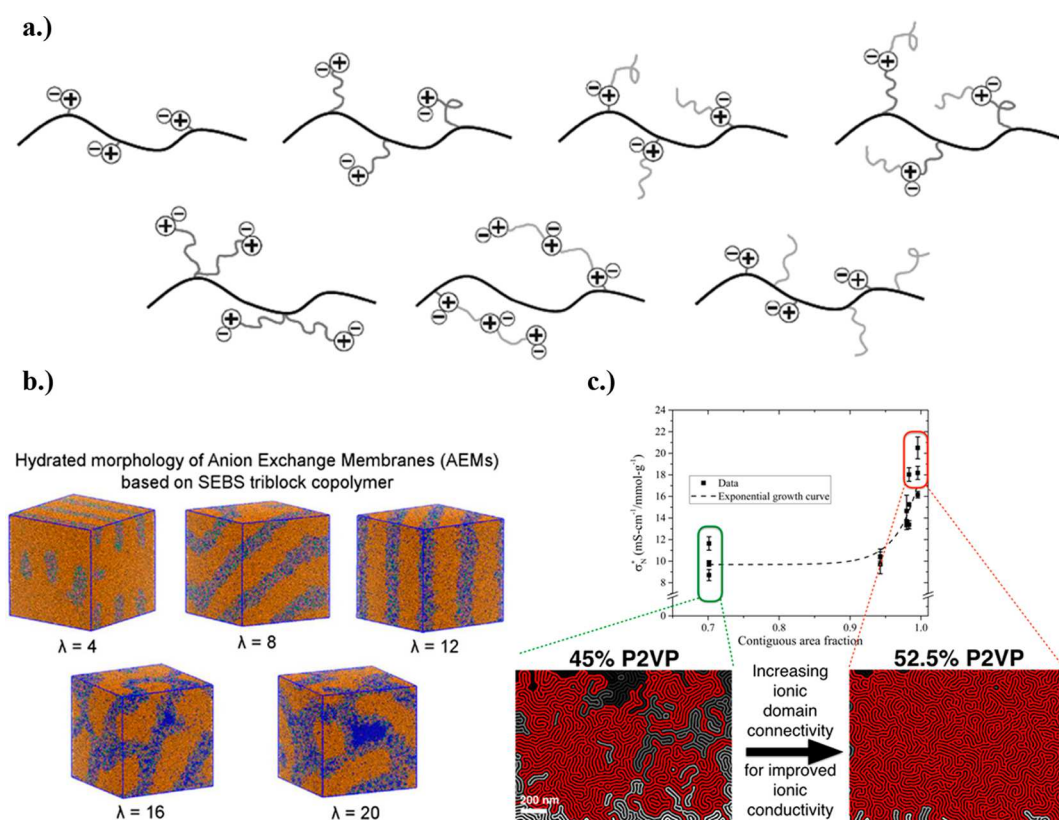 a.)
b.)
Hydrated morphology of Anion Exchange Membranes (AEMs)
based on SEBS triblock copolymer
λ = 4
λ = 8
λ = 12
λ = 16
λ = 20
c.)
24
22
20
18
16
14
12
10
8
0
Data
Exponential growth curve
0.7
0.8
0.9
1.0
Contiguous area fraction
45% P2VP
Increasing
ionic
domain
connectivity
for improved
ionic
conductivity
52.5% P2VP
200 nm